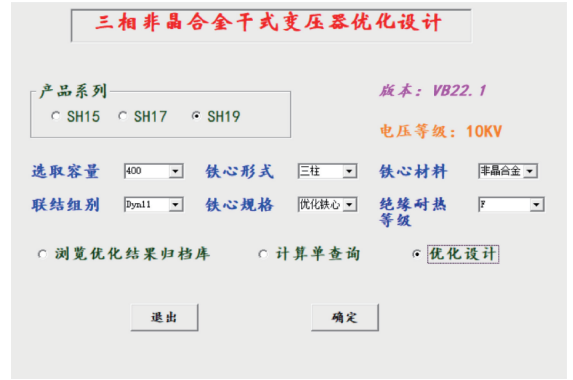 三相非晶合金干式变压器优化设计
产品系列
SH15 SH17 SH19
版本：VB22.1
电压等级：10KV
选取容量 400 铁心形式 三柱 铁心材料 非晶合金
联结组别 Dyn11 铁心规格 优化铁心 绝缘耐热等级 F
浏览优化结果归档库 计算单查询 优化设计
退出 确定